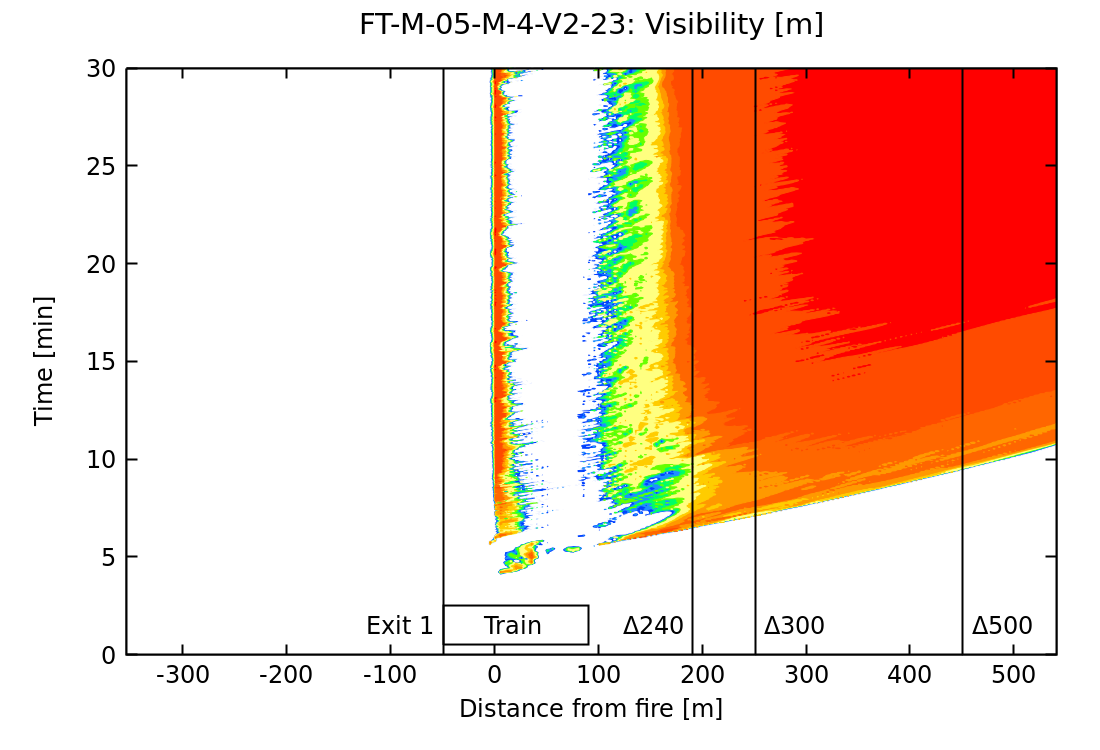 FT-M-05-M-4-V2-23: Visibility [m]
30
25
20
15
10
5
0
Time [min]
Exit 1
Train
Δ240
Δ300
Δ500
-300 -200 -100 0 100 200 300 400 500
Distance from fire [m]